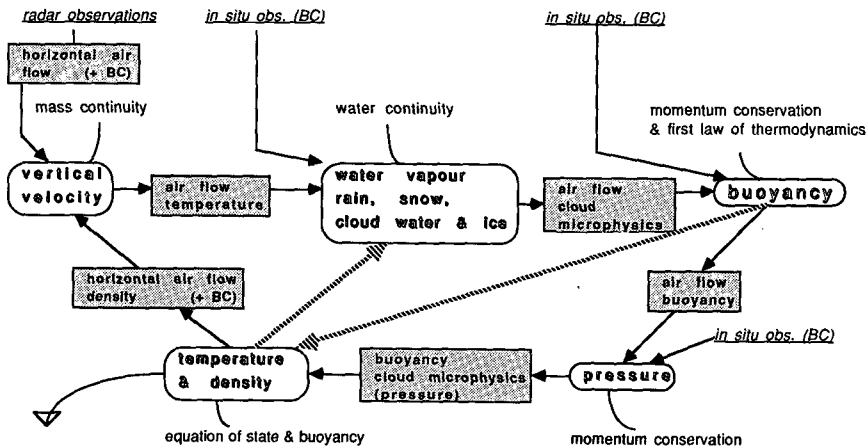 radar observations
in situ obs. (BC)
in situ obs. (BC)
horizontal air
flow (+ BC)
mass continuity
water continuity
momentum conservation
& first law of thermodynamics
vertical
velocity
air flow
temperature
water vapour
rain, snow,
cloud water & ice
air flow
cloud
microphysics
buoyancy
horizontal air flow
density (+ BC)
air flow
buoyancy
in situ obs. (BC)
temperature
& density
buoyancy
cloud microphysics
(pressure)
pressure
equation of state & buoyancy
momentum conservation